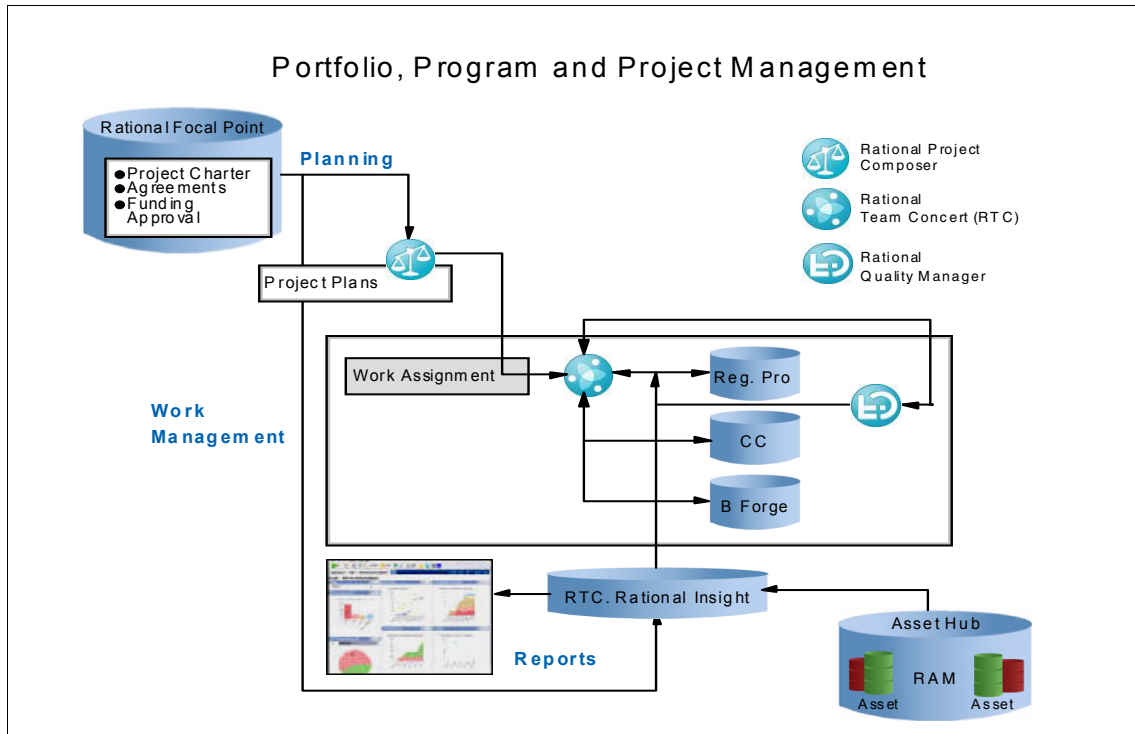 Portfolio, Program and Project Management
Rational Focal Point
●Project Charter
●Agreements
●Funding
Approval
Planning
Rational Project
Composer
Rational
Team Concert (RTC)
Rational
Quality Manager
Project Plans
Work Assignment
Reg. Pro
CC
B Forge
Work
Management
RTC. Rational Insight
Reports
Asset Hub
RAM
Asset
Asset